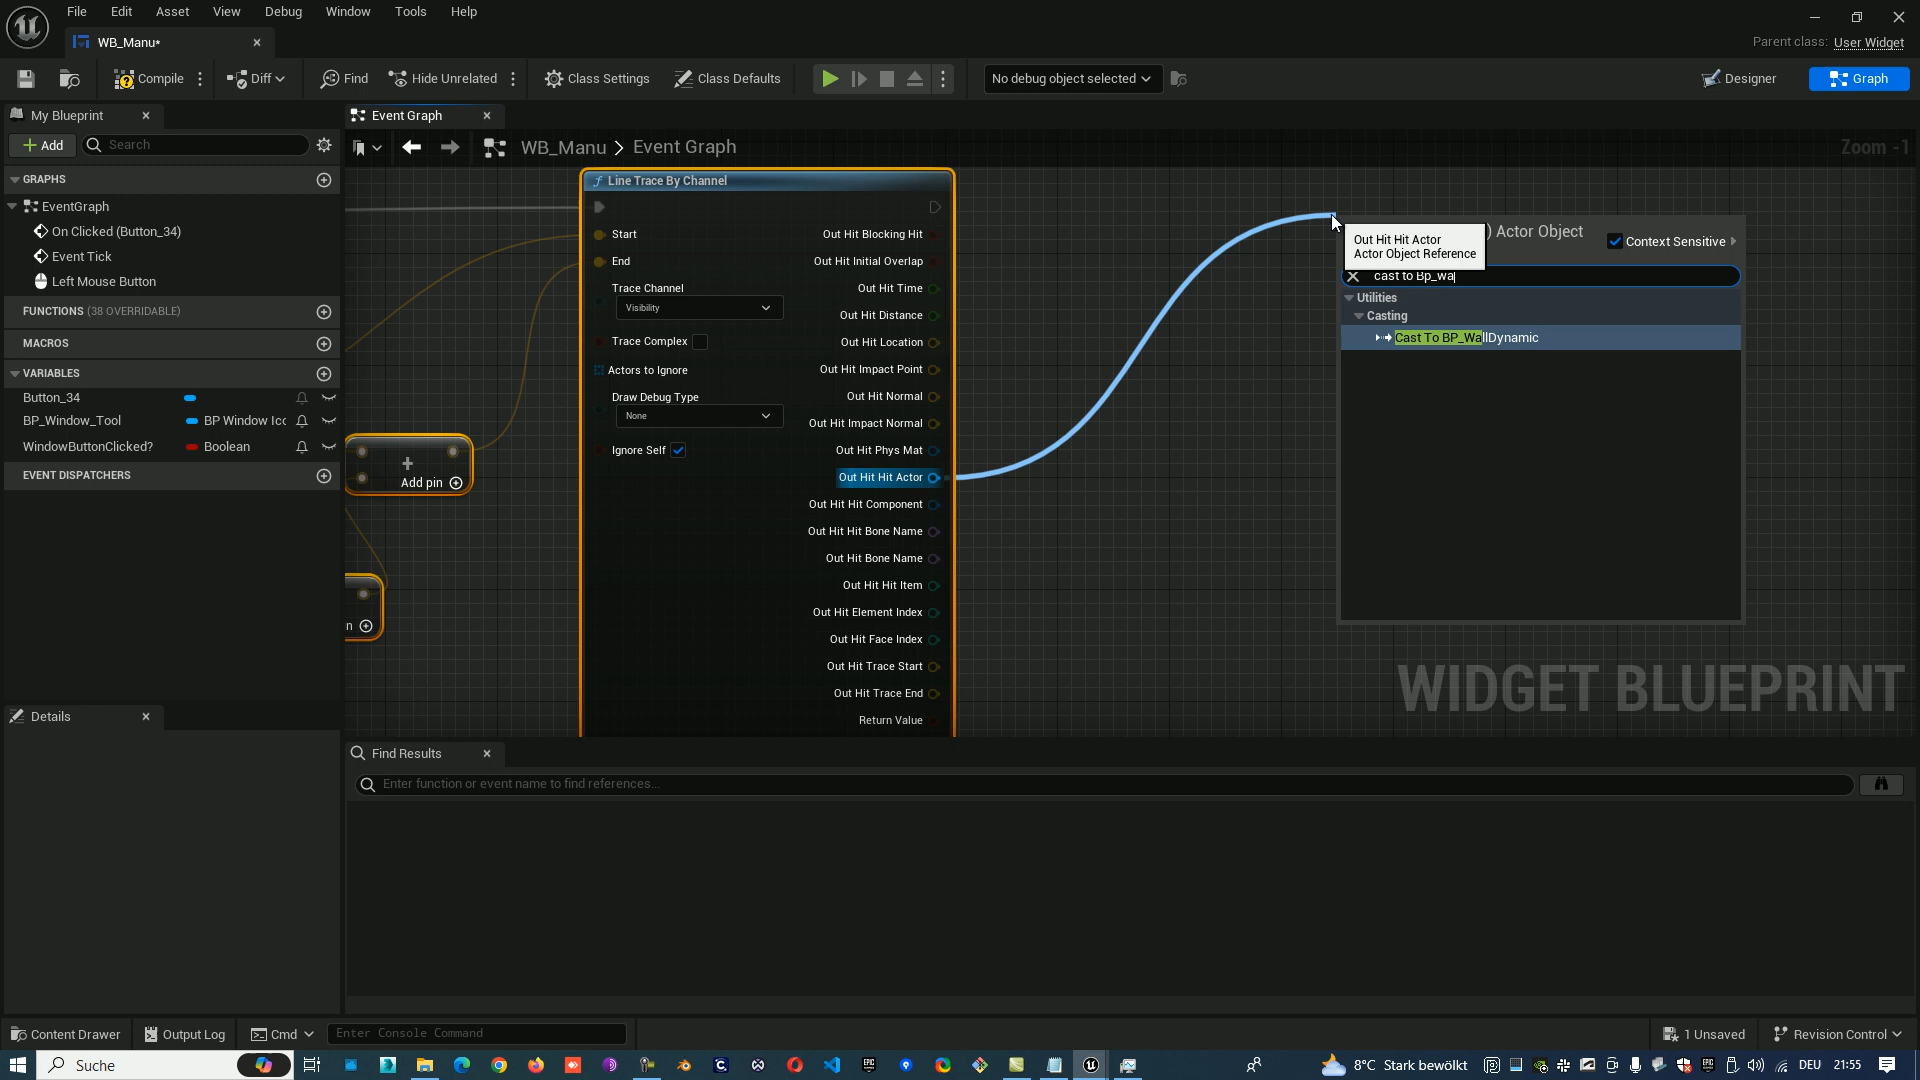 File Edit Asset View Debug Window Tools Help
WB_Manu*
Parent class: User Widget
Compile
Diff
Find
Hide Unrelated
Class Settings
Class Defaults
No debug object selected
Designer
Graph
My Blueprint
Event Graph
Add
Search
WB_Manu > Event Graph
Zoom -1
GRAPHS
EventGraph
On Clicked (Button_34)
Event Tick
Left Mouse Button
FUNCTIONS (38 OVERRIDABLE)
MACROS
VARIABLES
Button_34
BP_Window_Tool BP Window Icc
WindowButtonClicked? Boolean
EVENT DISPATCHERS
Details
Add pin
n
f Line Trace By Channel
Start
End
Trace Channel
Visibility
Trace Complex
Actors to Ignore
Draw Debug Type
None
Ignore Self
Out Hit Blocking Hit
Out Hit Initial Overlap
Out Hit Time
Out Hit Distance
Out Hit Location
Out Hit Impact Point
Out Hit Normal
Out Hit Impact Normal
Out Hit Phys Mat
Out Hit Hit Actor
Out Hit Hit Component
Out Hit Hit Bone Name
Out Hit Bone Name
Out Hit Hit Item
Out Hit Element Index
Out Hit Face Index
Out Hit Trace Start
Out Hit Trace End
Return Value
Out Hit Hit Actor
Actor Object Reference
) Actor Object
Context Sensitive
cast to Bp_wa
Utilities
Casting
Cast To BP_WallDynamic
WIDGET BLUEPRINT
Find Results
Enter function or event name to find references...
Content Drawer
Output Log
Cmd
Enter Console Command
1 Unsaved
Revision Control
Suche
8°C Stark bewölkt
DEU
21:55